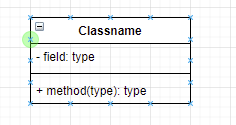 Classname
- field: type
+ method(type): type